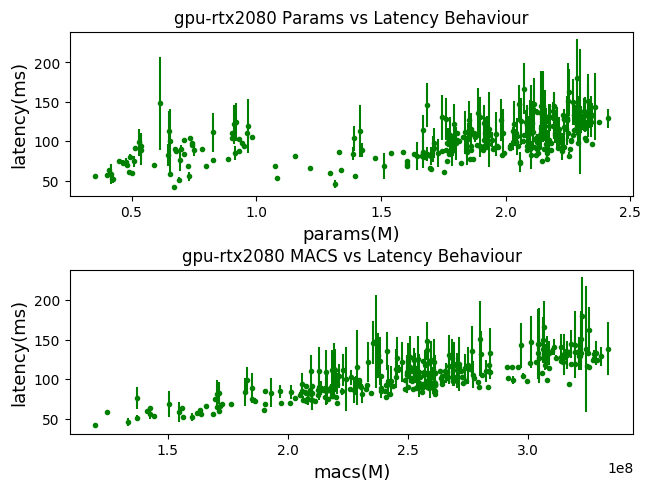 gpu-rtx2080 Params vs Latency Behaviour
latency(ms)
200
150
100
50
0.5 1.0 1.5 2.0 2.5
params(M)
gpu-rtx2080 MACS vs Latency Behaviour
latency(ms)
200
150
100
50
1.5 2.0 2.5 3.0
1e8
macs(M)